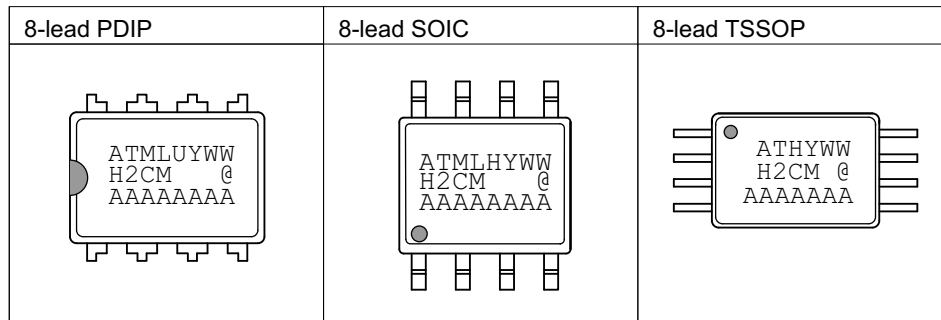 8-lead PDIP
8-lead SOIC
8-lead TSSOP
ATMLUYWW
H2CM @
AAAAAAAA
ATMLHYWW
H2CM @
AAAAAAAA
ATHYWW
H2CM @
AAAAAAA